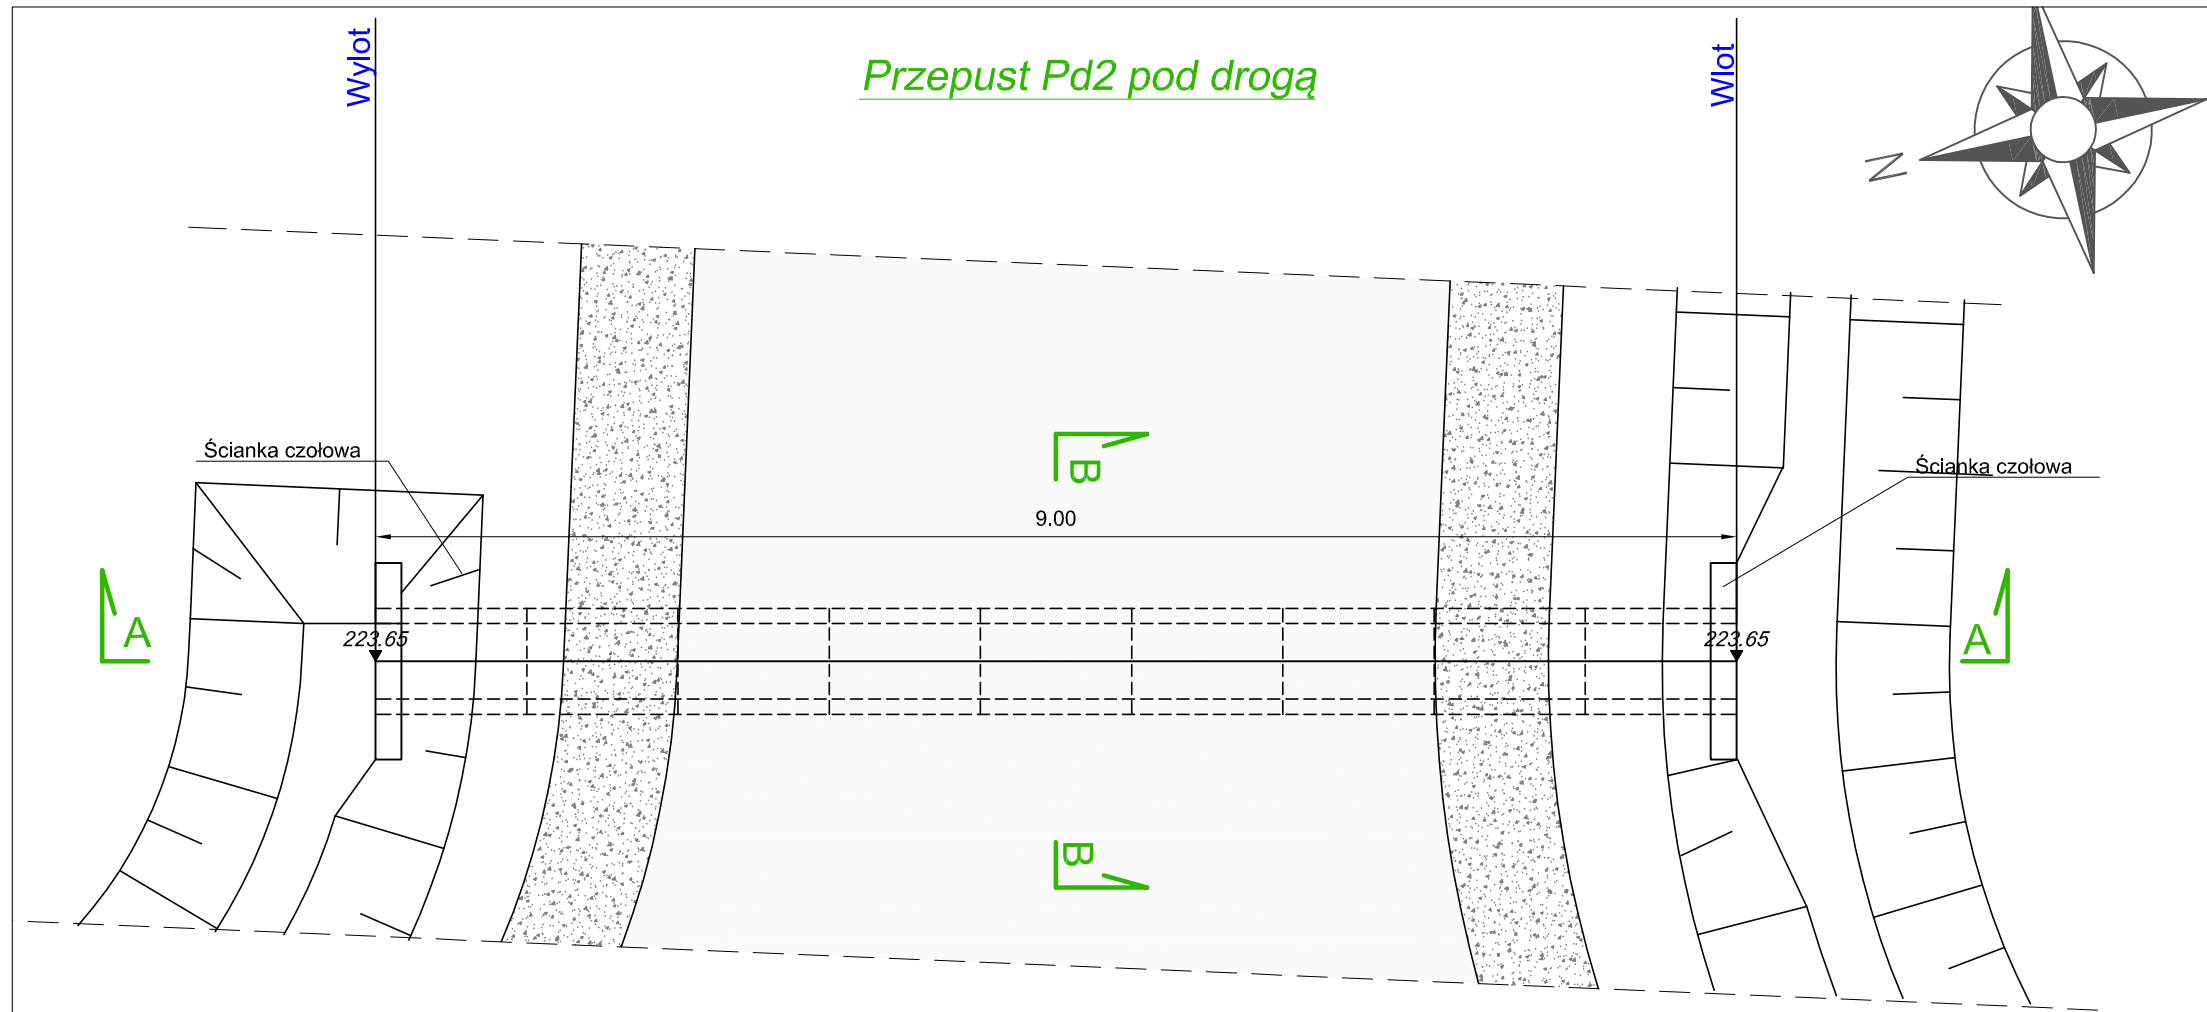 Wylot
Przepust Pd2 pod drogą
Wlot
N
Ścianka czołowa
B
Ścianka czołowa
9.00
A
223.65
223.65
A
B